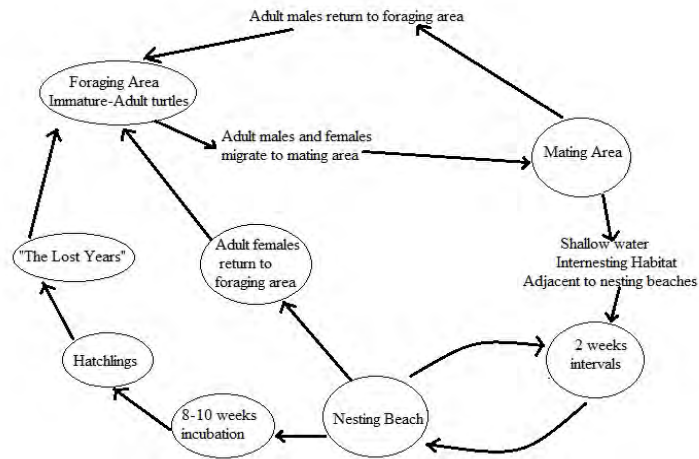 Adult males return to foraging area
Foraging Area
Immature-Adult turtles
Adult males and females
migrate to mating area
Mating Area
Shallow water
Internesting Habitat
Adjacent to nesting beaches
"The Lost Years"
Adult females
return to
foraging area
2 weeks
intervals
Hatchlings
8-10 weeks
incubation
Nesting Beach